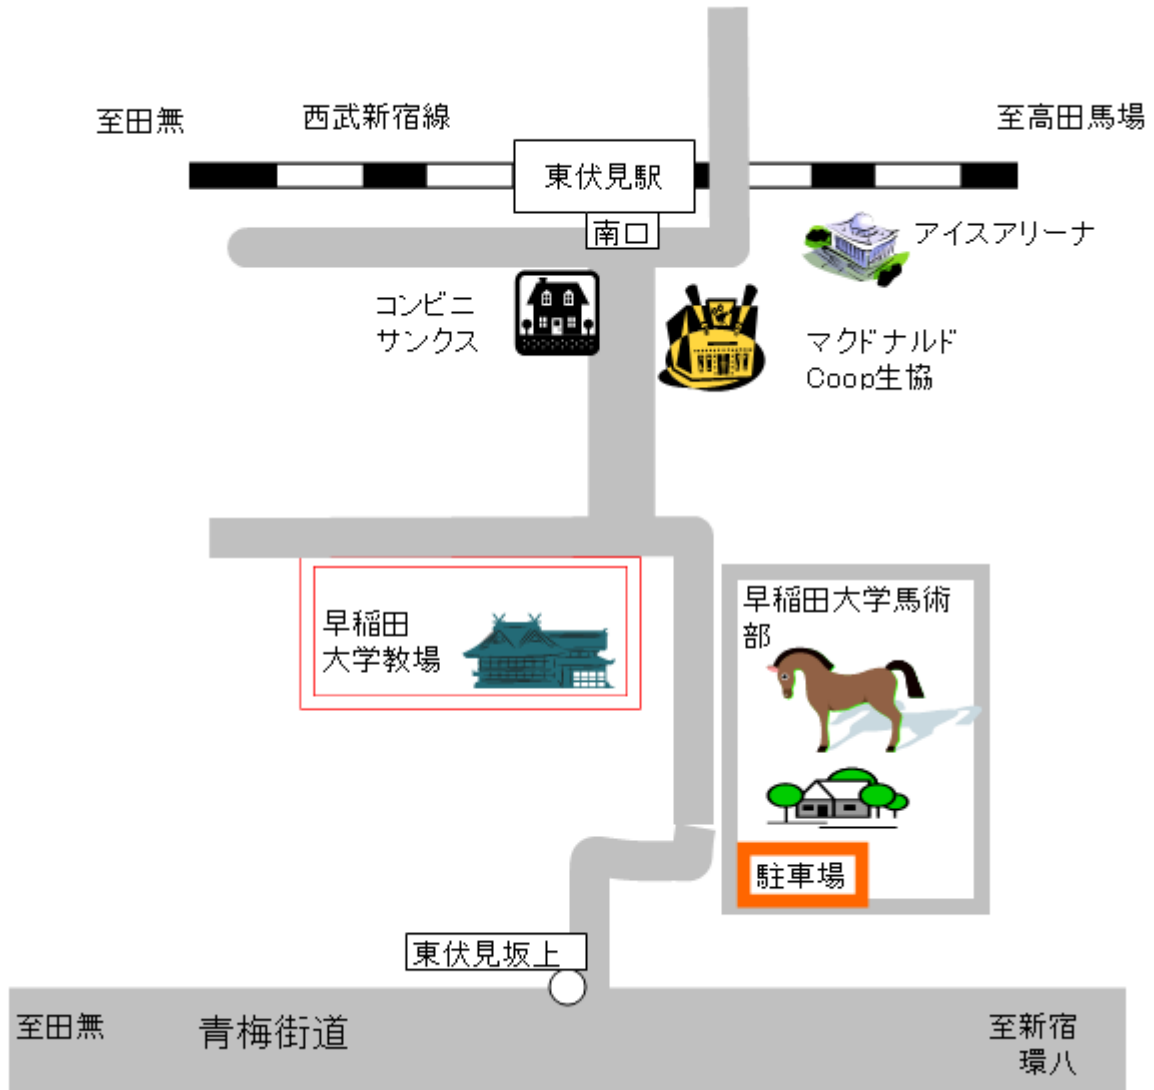 至田無
西武新宿線
至高田馬場
東伏見駅
南口
アイスアリーナ
コンビニ
サンクス
マクドナルド
Coop生協
早稲田大学馬術
部
早稲田
大学教場
駐車場
東伏見坂上
至田無
青梅街道
至新宿
環八